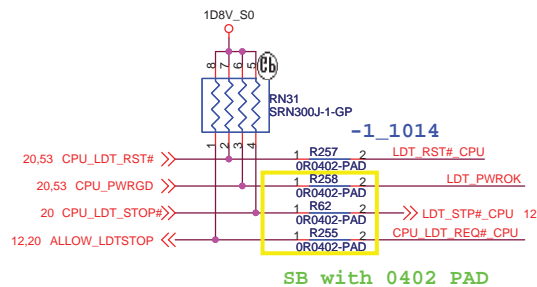 1D8V_S0
8 7 6 5
RN31
SRN300J-1-GP
1 2 3 4
-1_1014
20,53 CPU_LDT_RST# 1 R257 2 LDT_RST#_CPU
0R0402-PAD
20,53 CPU_PWRGD 1 R258 2 LDT_PWROK
0R0402-PAD
20 CPU_LDT_STOP# 1 R62 2 LDT_STP#_CPU 12
0R0402-PAD
12,20 ALLOW_LDTSTOP 1 R255 2 CPU_LDT_REQ#_CPU
0R0402-PAD
SB with 0402 PAD